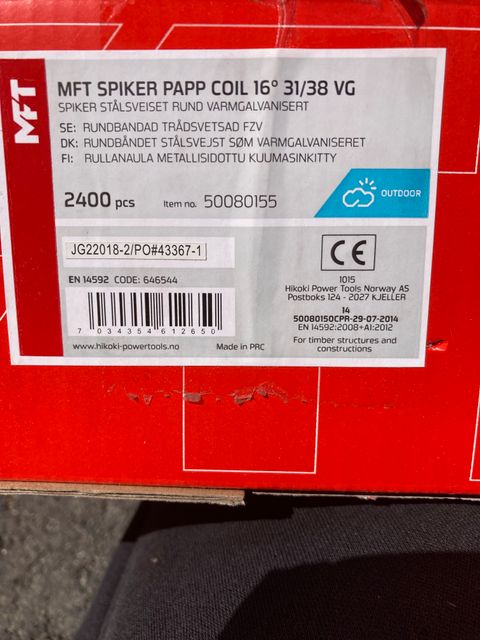 MFT
MFT SPIKER PAPP COIL 16° 31/38 VG
SPIKER STÅLSVEISET RUND VARMGALVANISERT
SE: RUNDBANDAD TRÅDSVETSAD FZV
DK: RUNDBÅNDET STÅLSVEJST SØM VARMGALVANISERET
FI: RULLANAULA METALLISIDOTTU KUUMASINKITTY
2400 pcs Item no. 50080155
OUTDOOR
JG22018-2/PO#43367-1
EN 14592 CODE: 646544
7 034354 612650
www.hikoki-powertools.no Made in PRC
CE
1015
Hikoki Power Tools Norway AS
Postboks 124 - 2027 KJELLER
14
50080150CPR-29-07-2014
EN 14592:2008+A1:2012
For timber structures and
constructions